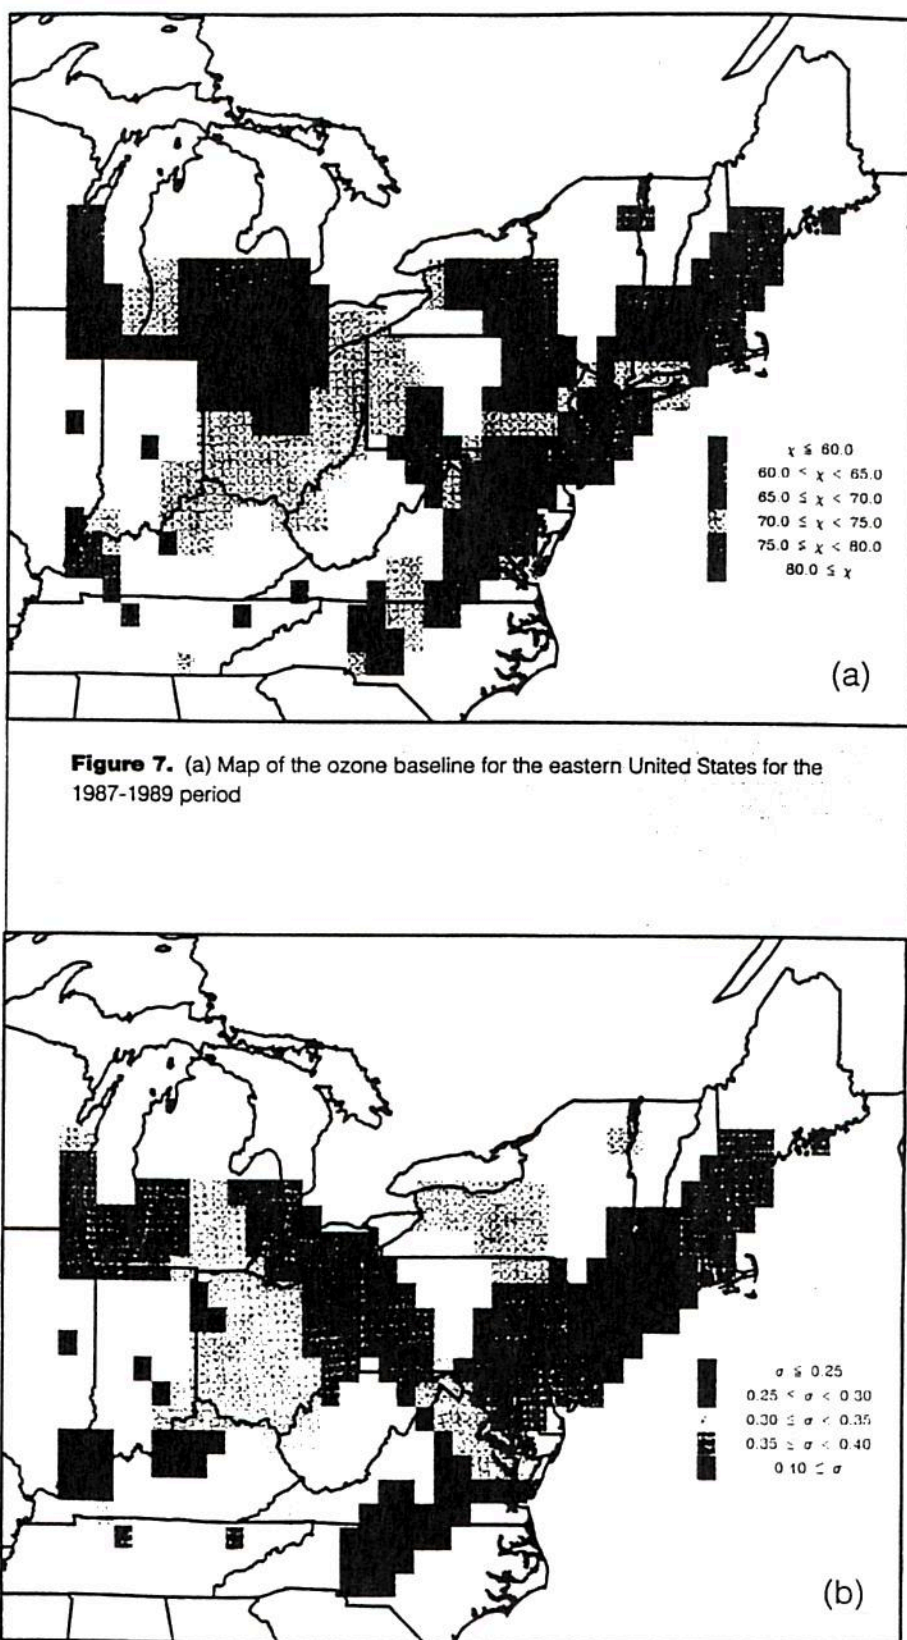 χ ≦ 60.0
60.0 < χ < 65.0
65.0 ≦ χ < 70.0
70.0 ≦ χ < 75.0
75.0 ≦ χ < 80.0
80.0 ≦ χ
(a)
Figure 7. (a) Map of the ozone baseline for the eastern United States for the
1987-1989 period
σ ≦ 0.25
0.25 < σ < 0.30
0.30 ≦ σ < 0.35
0.35 ≥ σ < 0.40
0.10 ≦ σ
(b)